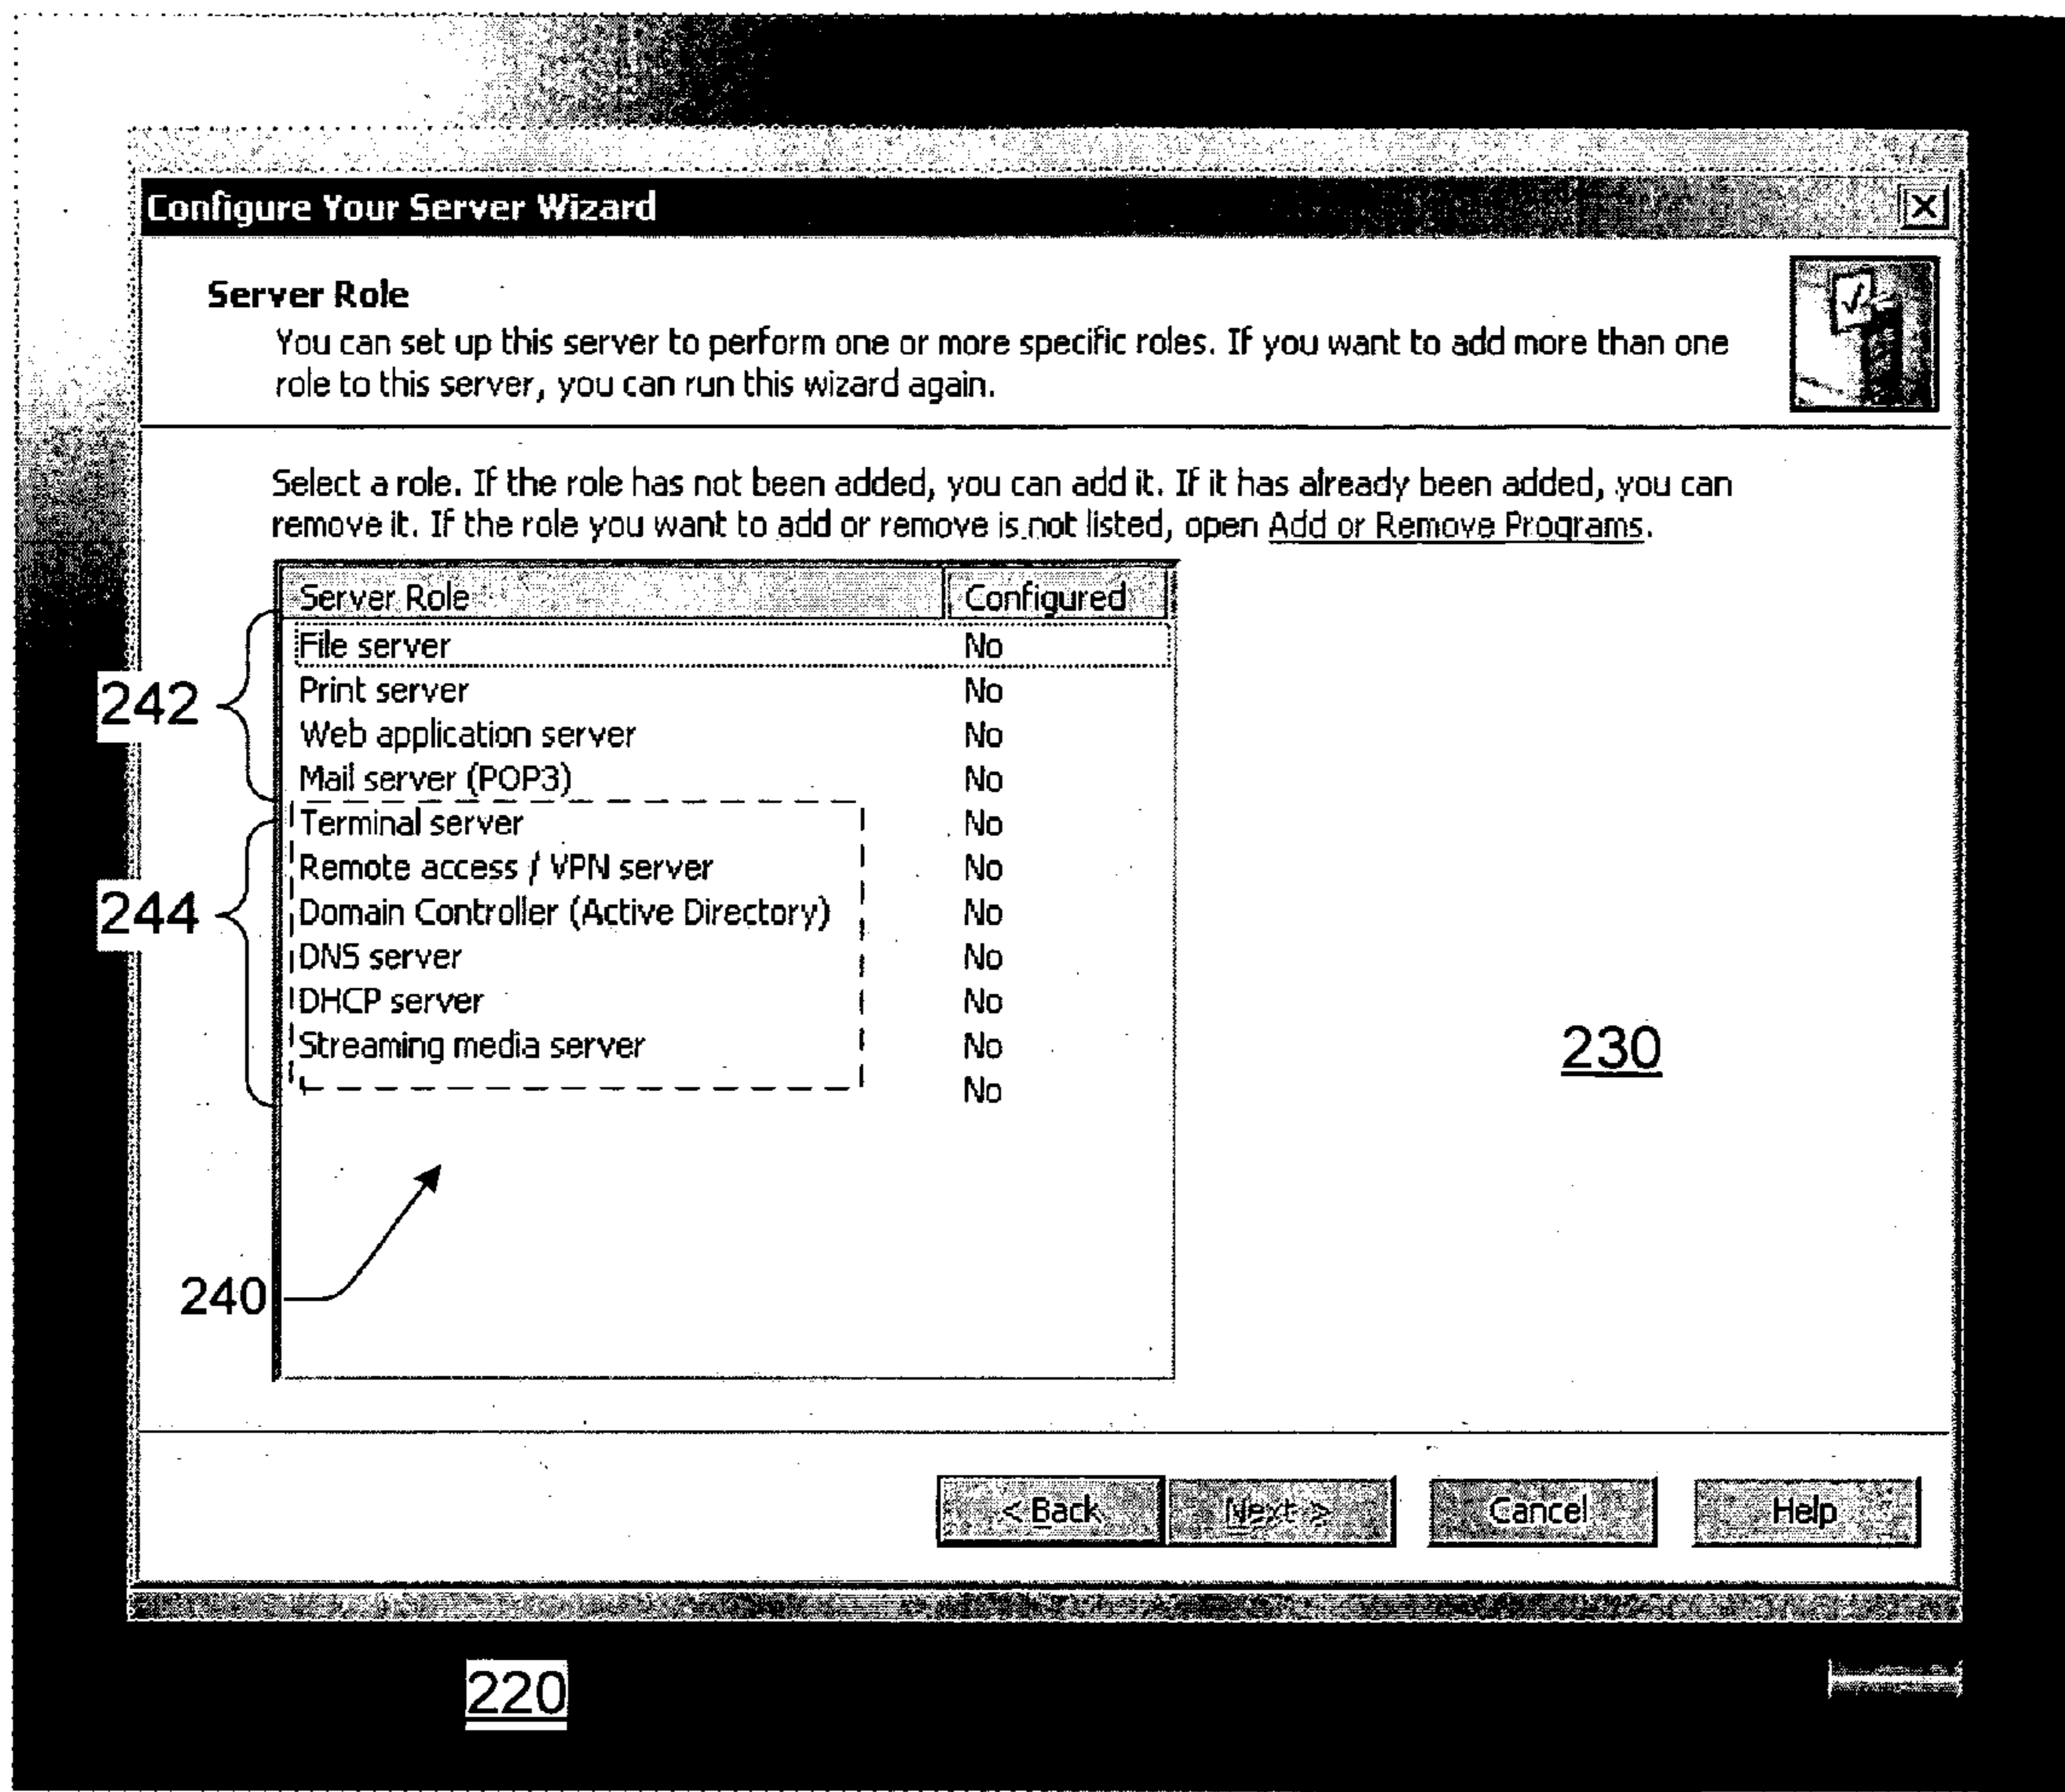 Configure Your Server Wizard
Server Role
You can set up this server to perform one or more specific roles. If you want to add more than one
role to this server, you can run this wizard again.
Select a role. If the role has not been added, you can add it. If it has already been added, you can
remove it. If the role you want to add or remove is not listed, open Add or Remove Programs.
Server Role Configured
File server No
Print server No
242
Web application server No
Mail server (POP3) No
Terminal server No
Remote access / VPN server No
244
Domain Controller (Active Directory) No
DNS server No
DHCP server No
Streaming media server No
230
No
240
< Back Next > Cancel Help
220